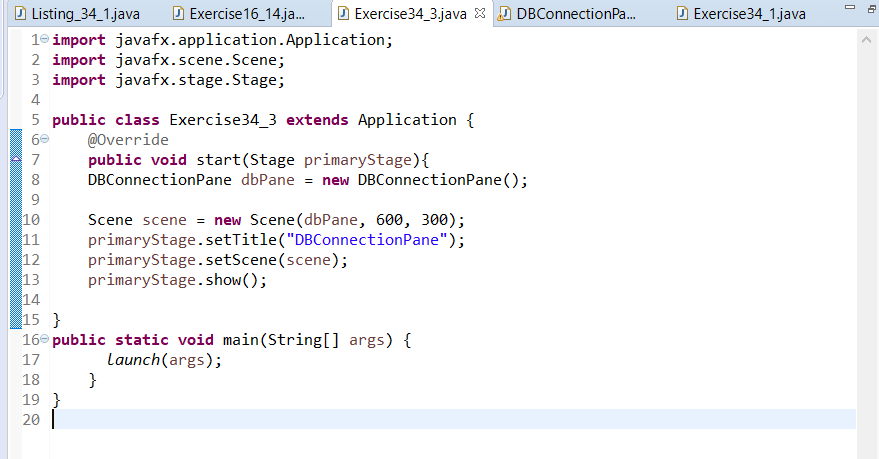 Listing_34_1.java Exercise16_14.ja... Exercise34_3.java DBConnectionPa... Exercise34_1.java
1 import javafx.application.Application;
2 import javafx.scene.Scene;
3 import javafx.stage.Stage;
4
5 public class Exercise34_3 extends Application {
6     @Override
7     public void start(Stage primaryStage){
8     DBConnectionPane dbPane = new DBConnectionPane();
9
10     Scene scene = new Scene(dbPane, 600, 300);
11     primaryStage.setTitle("DBConnectionPane");
12     primaryStage.setScene(scene);
13     primaryStage.show();
14
15 }
16 public static void main(String[] args) {
17       launch(args);
18     }
19 }
20